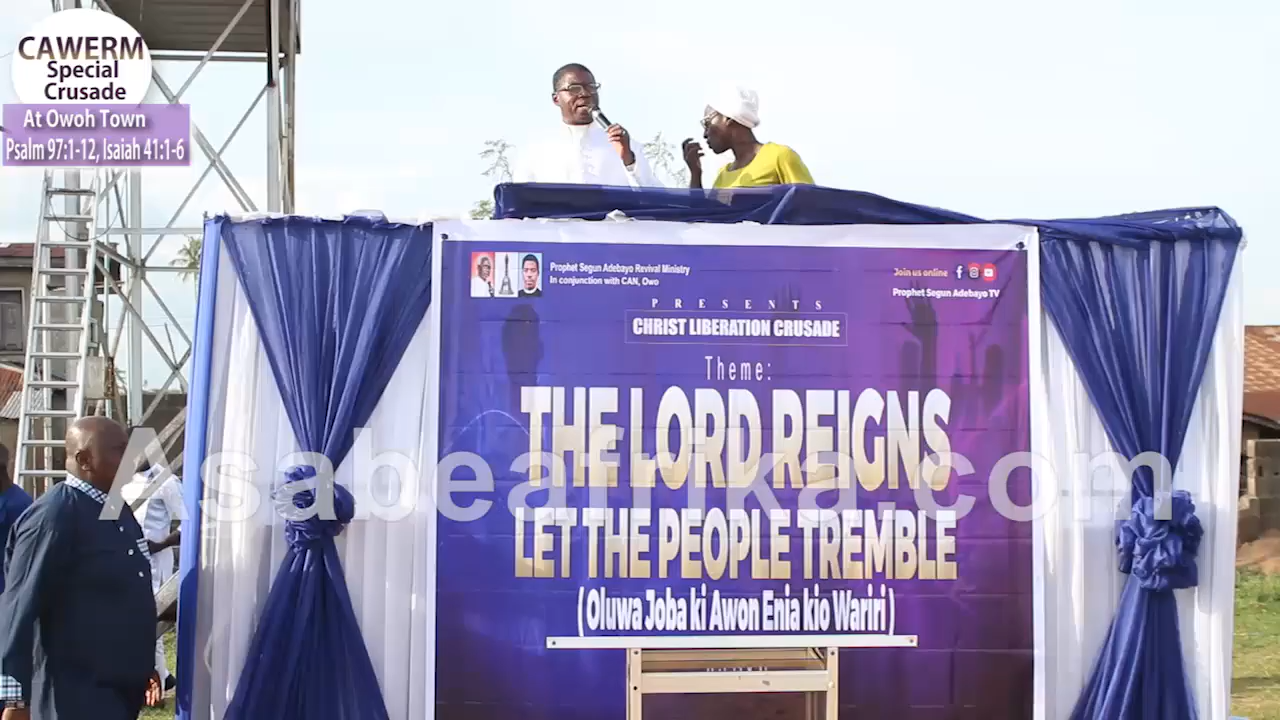 CAWERM
Special
Crusade
At Owoh Town
Psalm 97:1-12, Isaiah 41:1-6
Prophet Segun Adebayo Revival Ministry
In conjunction with CAN, Owo
Join us online
Prophet Segun Adebayo TV
PRESENTS
CHRIST LIBERATION CRUSADE
Theme:
THE LORD REIGNS
Asabeafrika.com
LET THE PEOPLE TREMBLE
(Oluwa Joba ki Awon Enia kio Wariri)